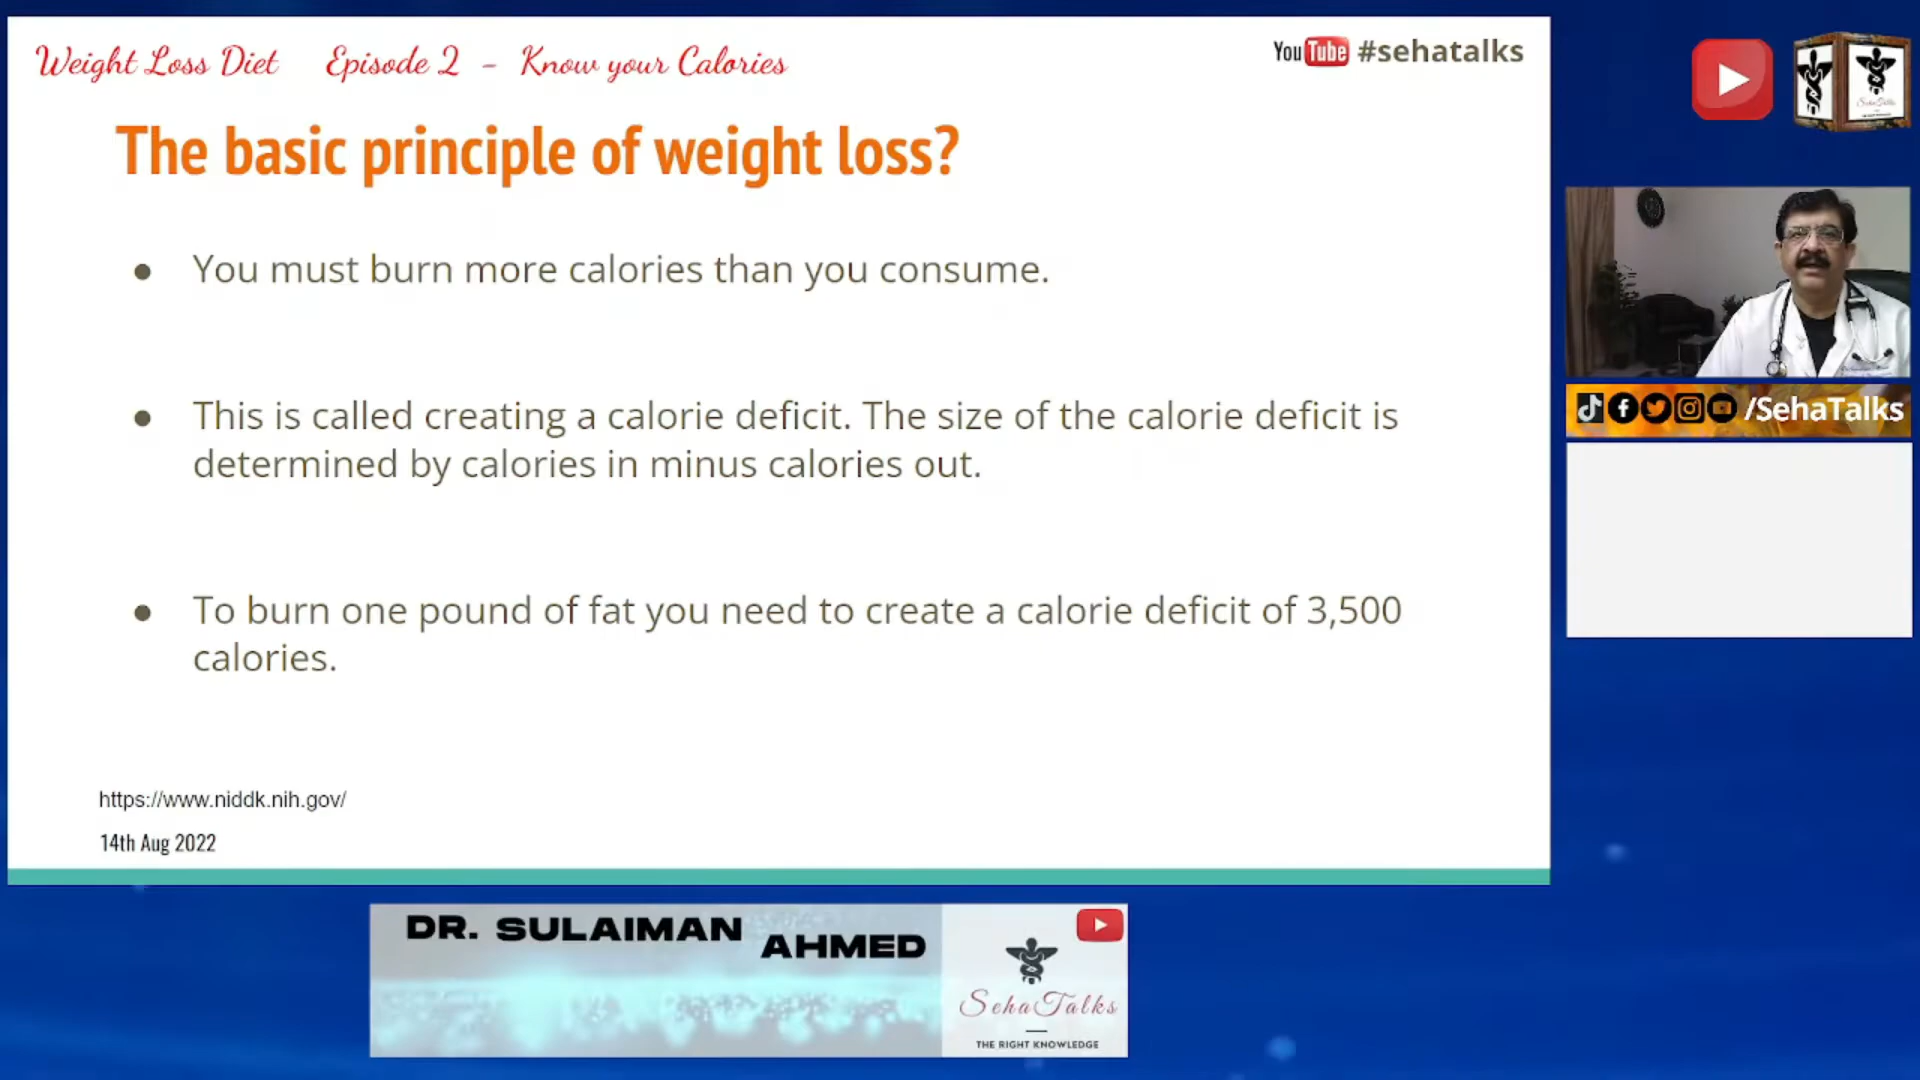 Weight Loss Diet Episode 2 - Know your Calories
YouTube #sehatalks
The basic principle of weight loss?
● You must burn more calories than you consume.
● This is called creating a calorie deficit. The size of the calorie deficit is
determined by calories in minus calories out.
● To burn one pound of fat you need to create a calorie deficit of 3,500
calories.
https://www.niddk.nih.gov/
14th Aug 2022
SehaTalks
/SehaTalks
DR. SULAIMAN AHMED
SehaTalks
THE RIGHT KNOWLEDGE